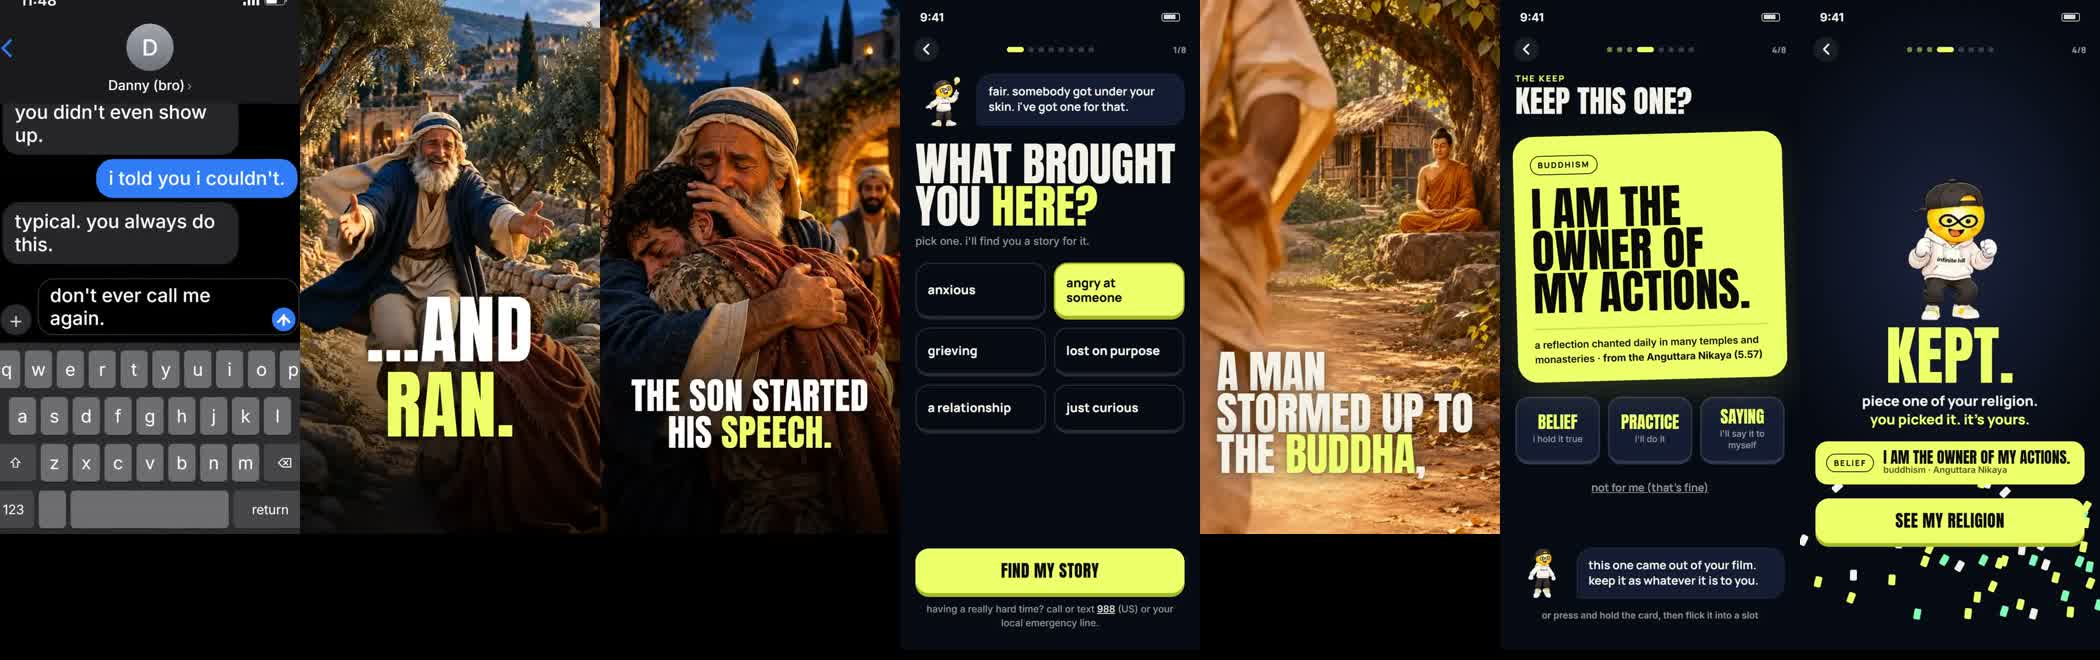 11:48
D
Danny (bro) ›
you didn't even show
up.
i told you i couldn't.
typical. you always do
this.
don't ever call me
again.
q w e r t y u i o p
a s d f g h j k l
z x c v b n m
123
return
...AND
RAN.
THE SON STARTED
HIS SPEECH.
9:41
1/8
fair. somebody got under your
skin. i've got one for that.
WHAT BROUGHT
YOU HERE?
pick one. i'll find you a story for it.
anxious
angry at
someone
grieving
lost on purpose
a relationship
just curious
FIND MY STORY
having a really hard time? call or text 988 (US) or your
local emergency line.
A MAN
STORMED UP TO
THE BUDDHA,
9:41
4/8
THE KEEP
KEEP THIS ONE?
BUDDHISM
I AM THE
OWNER OF
MY ACTIONS.
a reflection chanted daily in many temples and
monasteries · from the Anguttara Nikaya (5.57)
BELIEF
i hold it true
PRACTICE
i'll do it
SAYING
i'll say it to
myself
not for me (that's fine)
this one came out of your film.
keep it as whatever it is to you.
or press and hold the card, then flick it into a slot
9:41
4/8
infinite hii
KEPT.
piece one of your religion.
you picked it. it's yours.
BELIEF
I AM THE OWNER OF MY ACTIONS.
buddhism · Anguttara Nikaya
SEE MY RELIGION